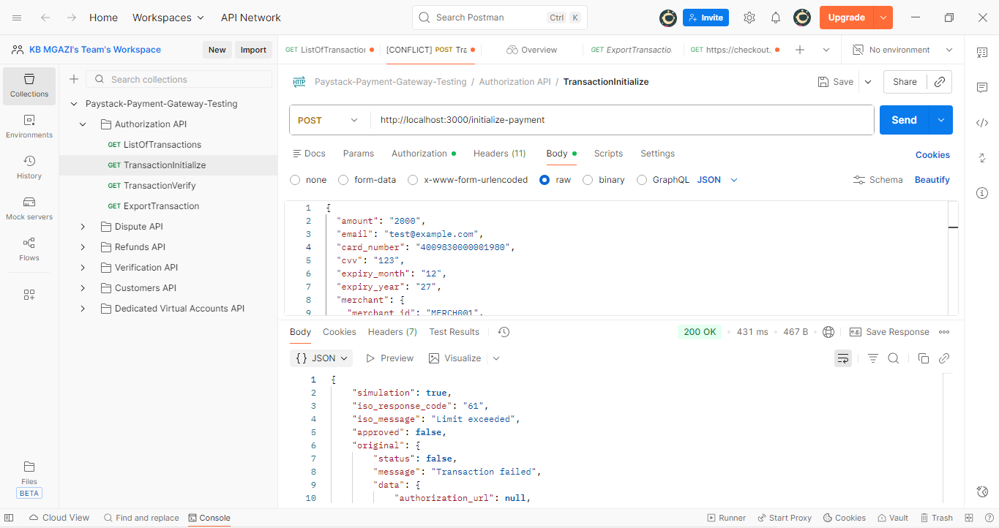 Home Workspaces API Network Search Postman Ctrl K Invite Upgrade
KB MGAZI's Team's Workspace New Import GET ListOfTransaction [CONFLICT] POST Tra Overview GET ExportTransactio GET https://checkout. No environment
Search collections
Collections
Environments
History
Mock servers
Flows
Files
BETA
Paystack-Payment-Gateway-Testing
Authorization API
GET ListOfTransactions
GET TransactionInitialize
GET TransactionVerify
GET ExportTransaction
Dispute API
Refunds API
Verification API
Customers API
Dedicated Virtual Accounts API
HTTP Paystack-Payment-Gateway-Testing / Authorization API / TransactionInitialize Save Share
POST http://localhost:3000/initialize-payment Send
Docs Params Authorization Headers (11) Body Scripts Settings Cookies
none form-data x-www-form-urlencoded raw binary GraphQL JSON Schema Beautify
1 {
2 "amount": "2000",
3 "email": "test@example.com",
4 "card_number": "4009830000001980",
5 "cvv": "123",
6 "expiry_month": "12",
7 "expiry_year": "27",
8 "merchant": {
9 "merchant_id": "MERCH001",
Body Cookies Headers (7) Test Results 200 OK • 431 ms • 467 B e.g. Save Response
{} JSON Preview Visualize
1 {
2 "simulation": true,
3 "iso_response_code": "61",
4 "iso_message": "Limit exceeded",
5 "approved": false,
6 "original": {
7 "status": false,
8 "message": "Transaction failed",
9 "data": {
10 "authorization_url": null,
Cloud View Find and replace Console Runner Start Proxy Cookies Vault Trash